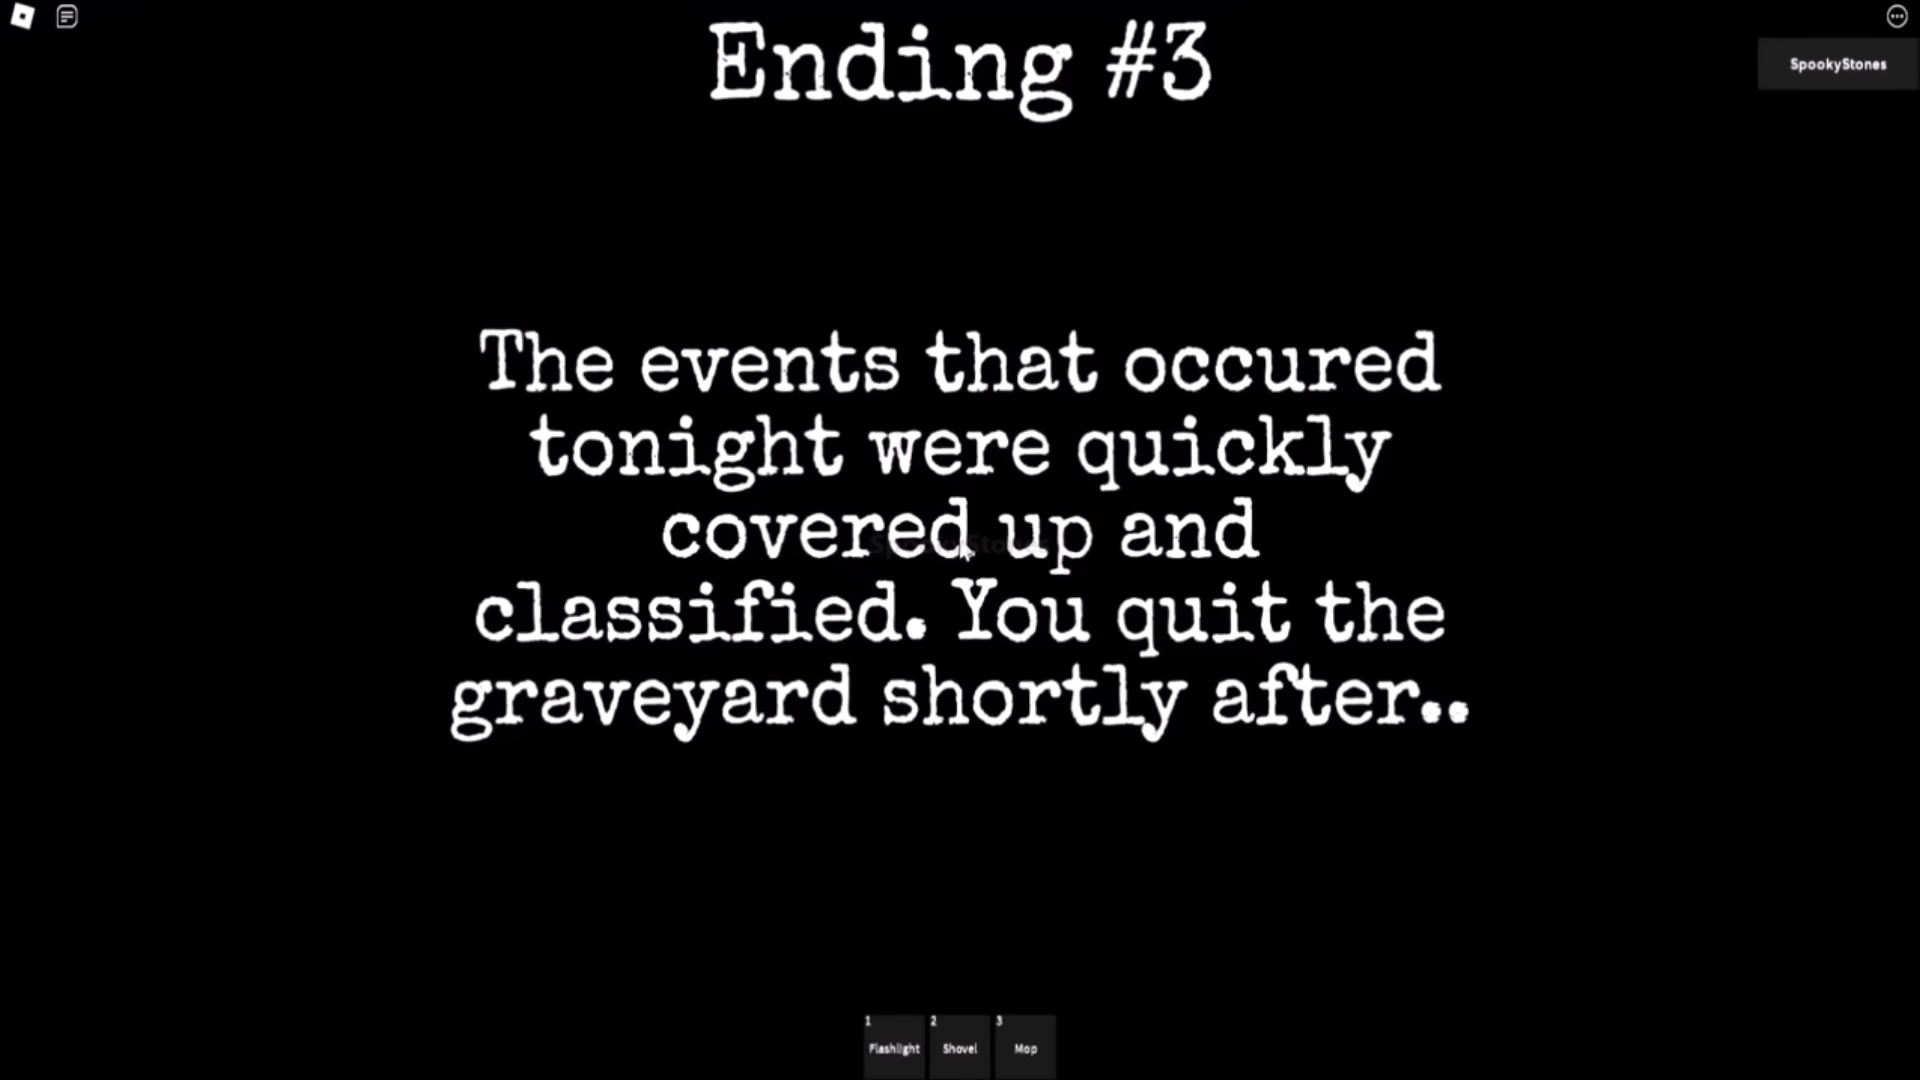 Ending #3
SpookyStones
The events that occured
tonight were quickly
covered up and
classified. You quit the
graveyard shortly after..
1
Flashlight
2
Shovel
3
Mop